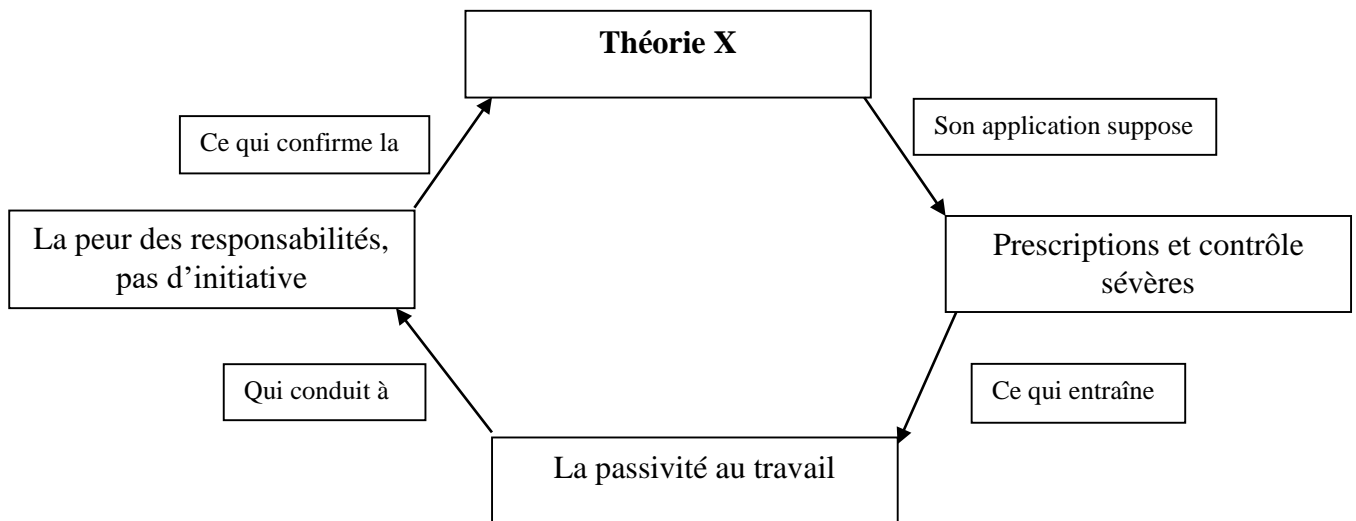 Théorie X
Son application suppose
Ce qui confirme la
La peur des responsabilités,
pas d’initiative
Prescriptions et contrôle
sévères
Qui conduit à
Ce qui entraîne
La passivité au travail